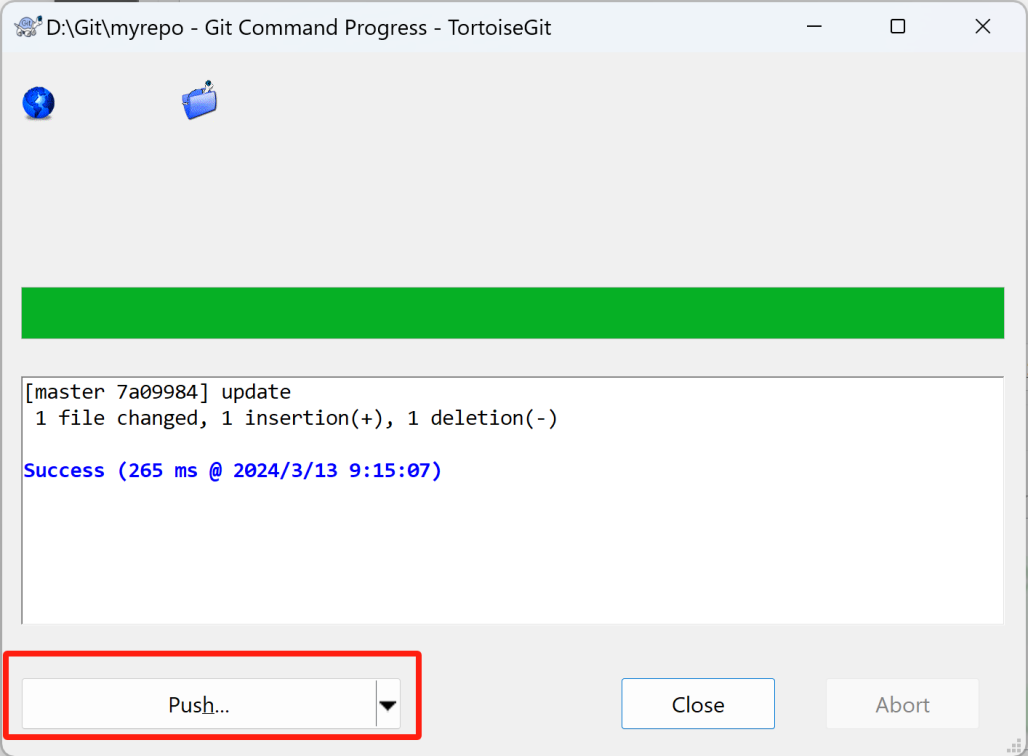 D:\Git\myrepo - Git Command Progress - TortoiseGit
[master 7a09984] update
1 file changed, 1 insertion(+), 1 deletion(-)
Success (265 ms @ 2024/3/13 9:15:07)
Push...
Close
Abort